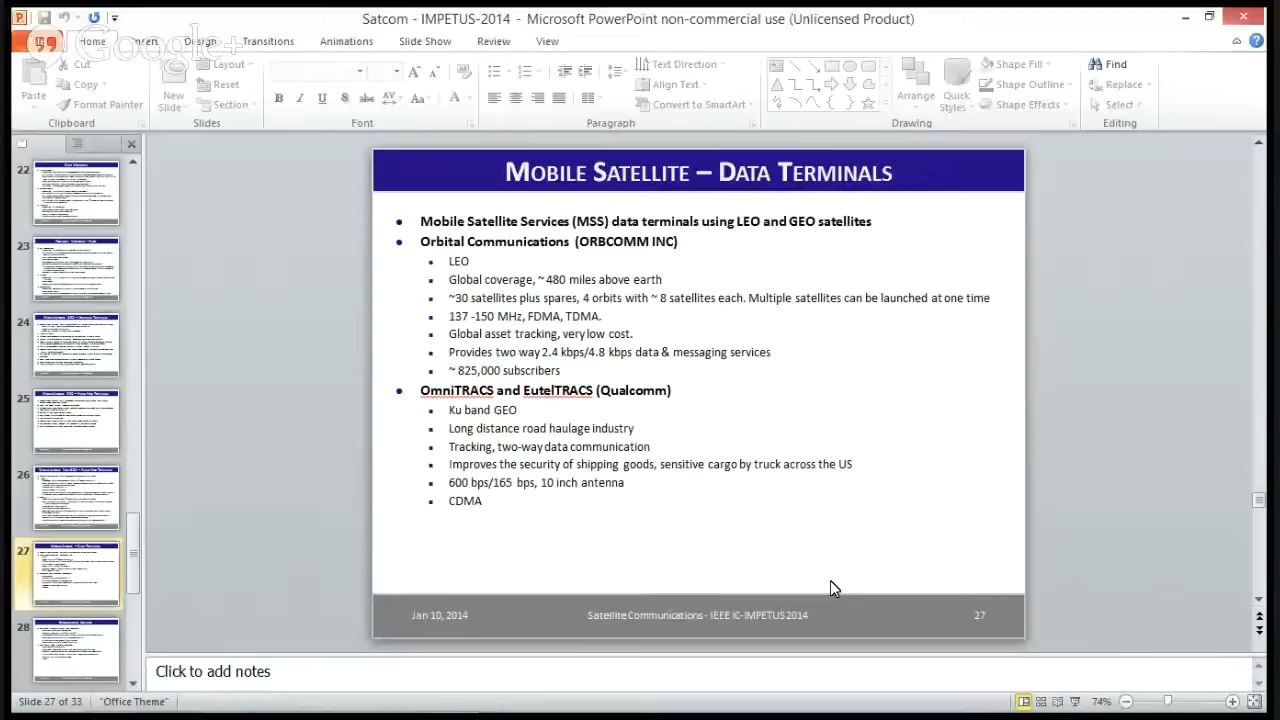 Satcom - IMPETUS-2014 - Microsoft PowerPoint non-commercial use (Unlicensed Product)
Home Insert Design Transitions Animations Slide Show Review View
Google+
Paste
Cut
Copy
Format Painter
Clipboard
New Slide
Layout
Reset
Section
Slides
B I U S abc AV Aa A
Font
Text Direction
Align Text
Convert to SmartArt
Paragraph
Arrange
Quick Styles
Shape Fill
Shape Outline
Shape Effects
Drawing
Find
Replace
Select
Editing
22
23
24
25
26
27
28
MOBILE SATELLITE – DATA TERMINALS
Mobile Satellite Services (MSS) data terminals using LEO and GEO satellites
Orbital Communications (ORBCOMM INC)
LEO
Global coverage, ~ 480 miles above earth
~30 satellites plus spares, 4 orbits with ~ 8 satellites each. Multiple satellites can be launched at one time
137 -150 MHz, FDMA, TDMA.
Global asset tracking, very low cost.
Provides two-way 2.4 kbps/4.8 kbps data & messaging services
~ 825,000 subscribers
OmniTRACS and EutelTRACS (Qualcomm)
Ku band GEO
Long distance road haulage industry
Tracking, two-way data communication
Improves the security of shipping goods, sensitive cargo by truck across the US
600 bps/165 bps, 10 inch antenna
CDMA
Jan 10, 2014 Satellite Communications - IEEE IC-IMPETUS 2014 27
Click to add notes
Slide 27 of 33 "Office Theme" 74%